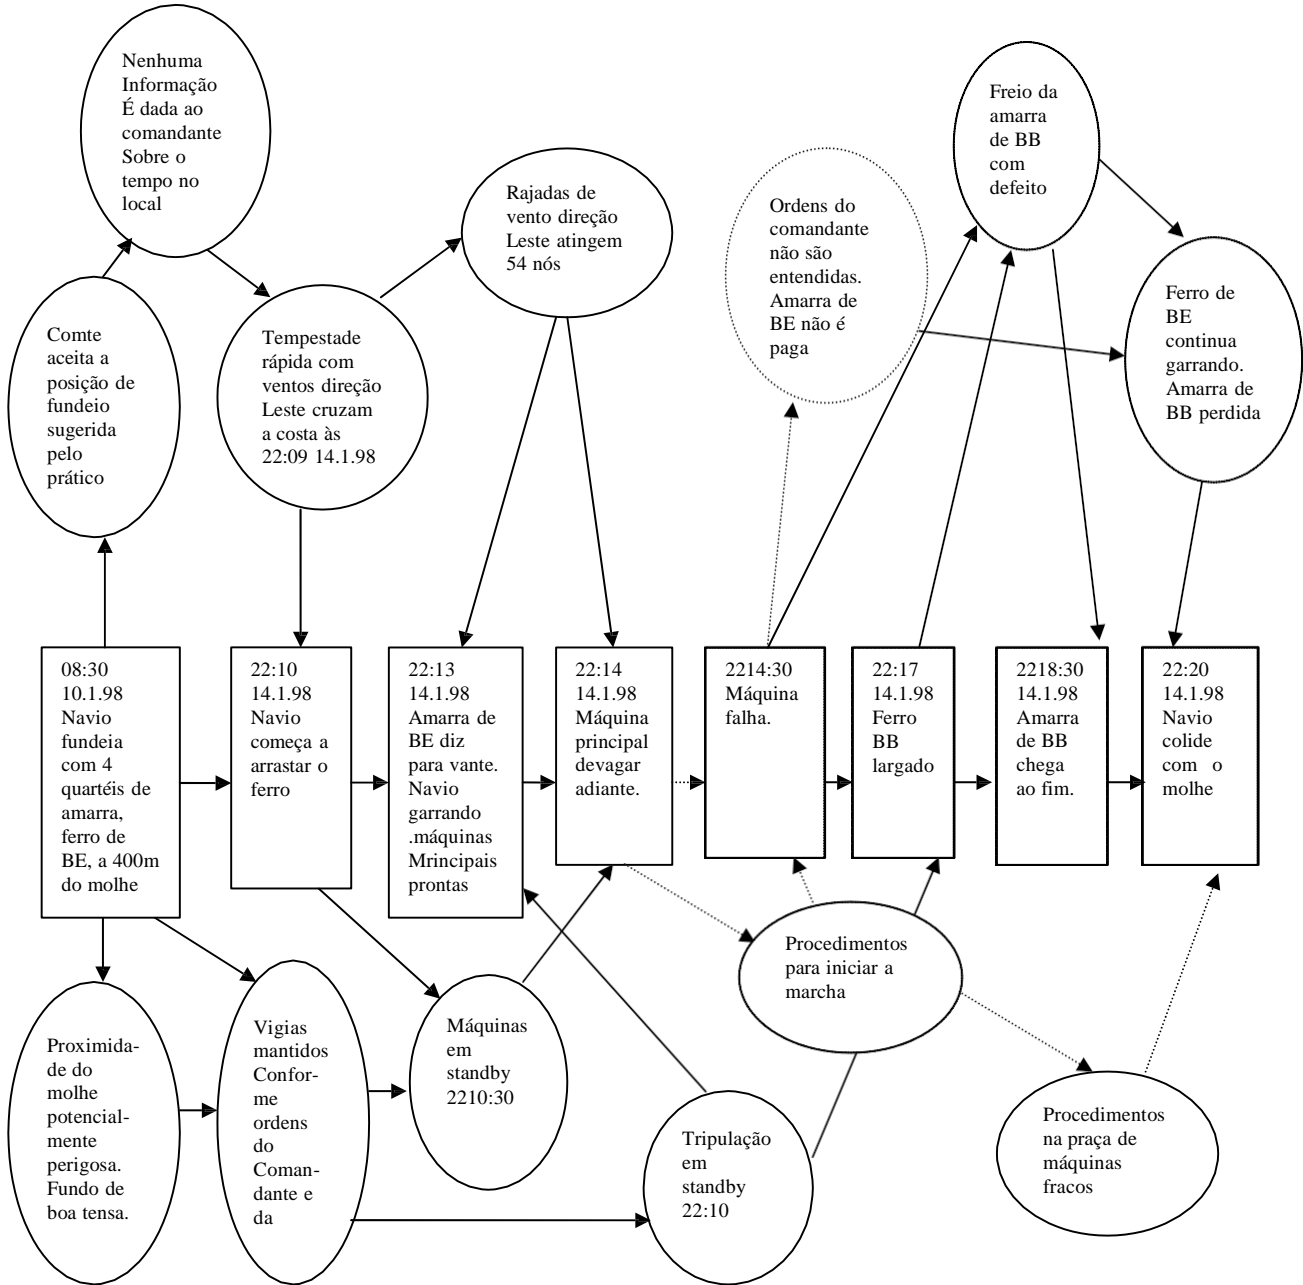 Nenhuma
Informação
É dada ao
comandante
Sobre o
tempo no
local
Freio da
amarra
de BB
com
defeito
Rajadas de
vento direção
Leste atingem
54 nós
Ordens do
comandante
não são
entendidas.
Amarra de
BE não é
paga
Ferro de
BE
continua
garrando.
Amarra de
BB perdida
Comte
aceita a
posição de
fundeio
sugerida
pelo
prático
Tempestade
rápida com
ventos direção
Leste cruzam
a costa às
22:09 14.1.98
08:30
10.1.98
Navio
fundeia
com 4
quartéis de
amarra,
ferro de
BE, a 400m
do molhe
22:10
14.1.98
Navio
começa a
arrastar o
ferro
22:13
14.1.98
Amarra de
BE diz
para vante.
Navio
garrando
.máquinas
Mrincipais
prontas
22:14
14.1.98
Máquina
principal
devagar
adiante.
2214:30
Máquina
falha.
22:17
14.1.98
Ferro
BB
largado
2218:30
14.1.98
Amarra
de BB
chega
ao fim.
22:20
14.1.98
Navio
colide
com o
molhe
Proximida-
de do
molhe
potencial-
mente
perigosa.
Fundo de
boa tensa.
Vigias
mantidos
Confor-
me
ordens
do
Coman-
dante e
da
Máquinas
em
standby
2210:30
Tripulação
em
standby
22:10
Procedimentos
para iniciar a
marcha
Procedimentos
na praça de
máquinas
fracos